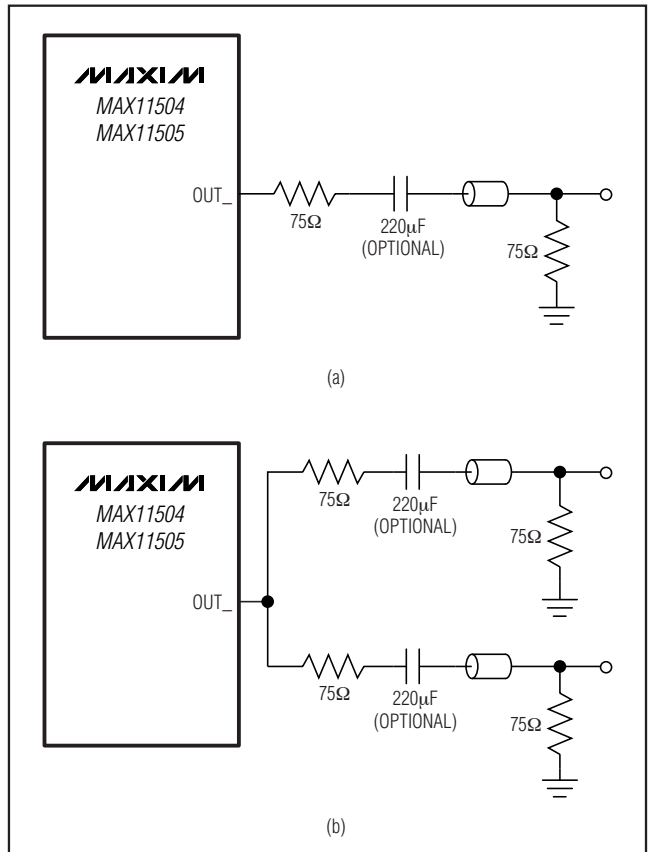 MAXIM
MAX11504
MAX11505
OUT_
75Ω
220μF
(OPTIONAL)
75Ω
(a)
MAXIM
MAX11504
MAX11505
OUT_
75Ω
220μF
(OPTIONAL)
75Ω
75Ω
220μF
(OPTIONAL)
75Ω
(b)